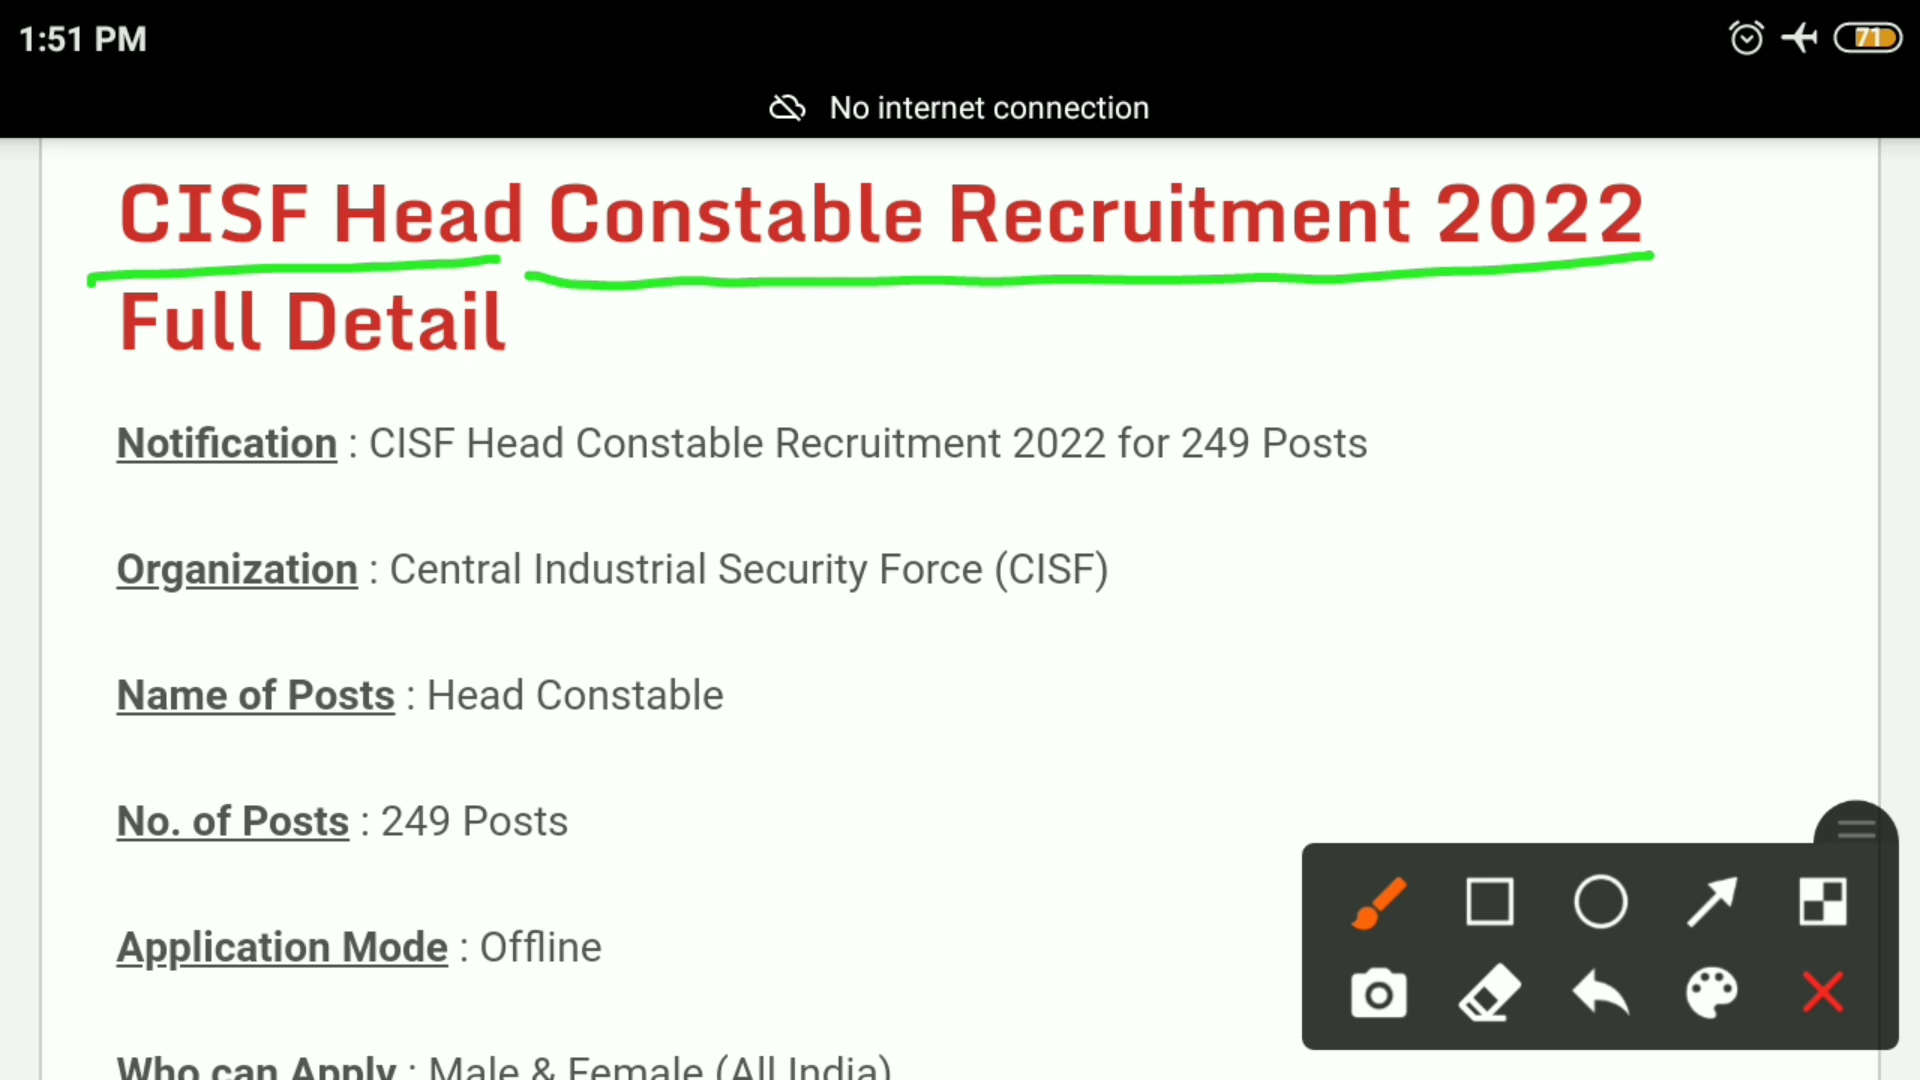 1:51 PM
71
No internet connection
CISF Head Constable Recruitment 2022
Full Detail
Notification : CISF Head Constable Recruitment 2022 for 249 Posts
Organization : Central Industrial Security Force (CISF)
Name of Posts : Head Constable
No. of Posts : 249 Posts
Application Mode : Offline
Who can Apply : Male & Female (All India)